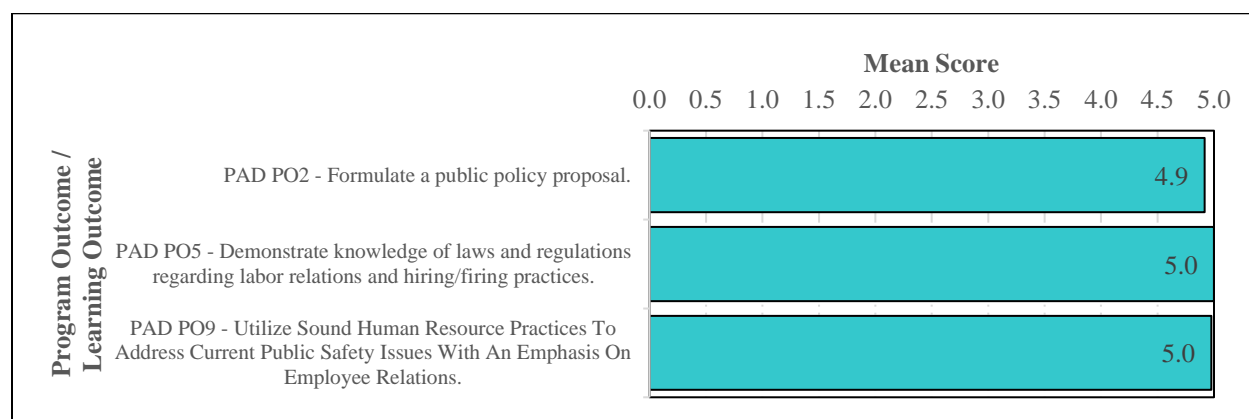 Mean Score
0.0 0.5 1.0 1.5 2.0 2.5 3.0 3.5 4.0 4.5 5.0
Program Outcome /
Learning Outcome
PAD PO2 - Formulate a public policy proposal.
4.9
PAD PO5 - Demonstrate knowledge of laws and regulations
regarding labor relations and hiring/firing practices.
5.0
PAD PO9 - Utilize Sound Human Resource Practices To
Address Current Public Safety Issues With An Emphasis On
Employee Relations.
5.0